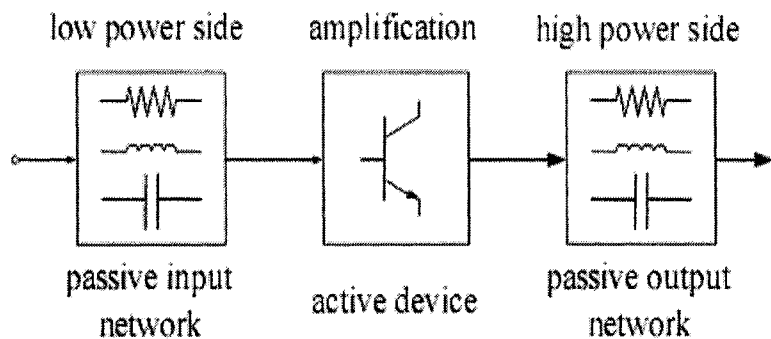 low power side
amplification
high power side
passive input
network
active device
passive output
network